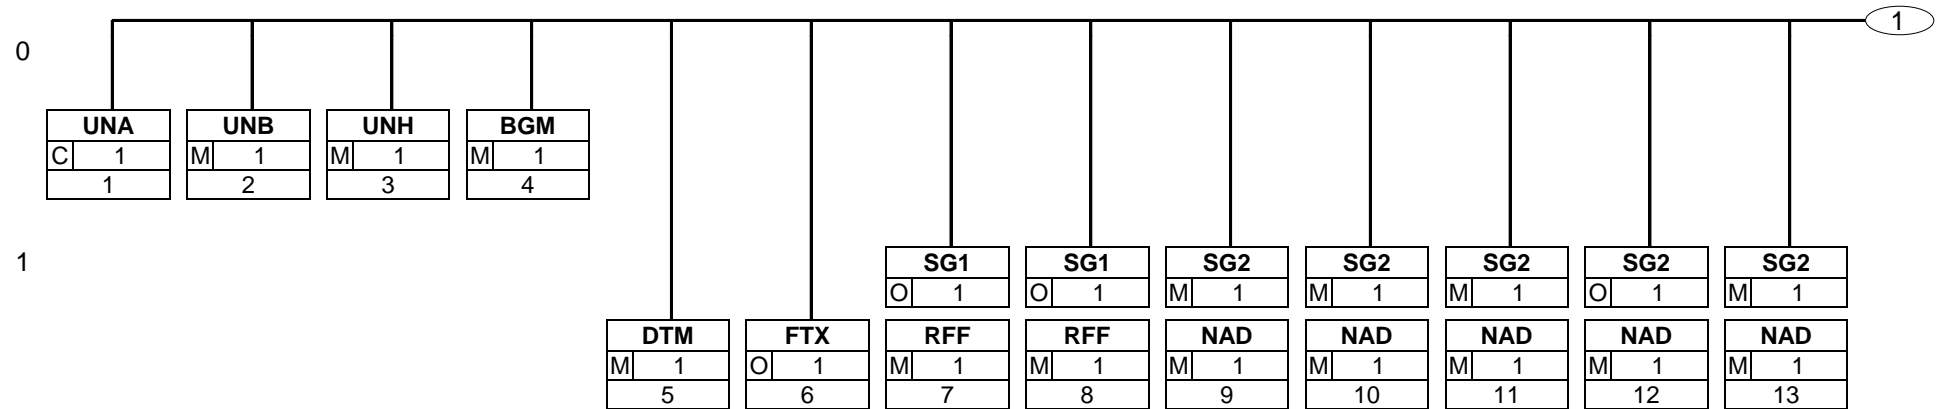 1
0
UNA UNB UNH BGM
C 1 M 1 M 1 M 1
1 2 3 4
1 SG1 SG1 SG2 SG2 SG2 SG2 SG2
O 1 O 1 M 1 M 1 M 1 O 1 M 1
DTM FTX RFF RFF NAD NAD NAD NAD NAD
M 1 O 1 M 1 M 1 M 1 M 1 M 1 M 1 M 1
5 6 7 8 9 10 11 12 13